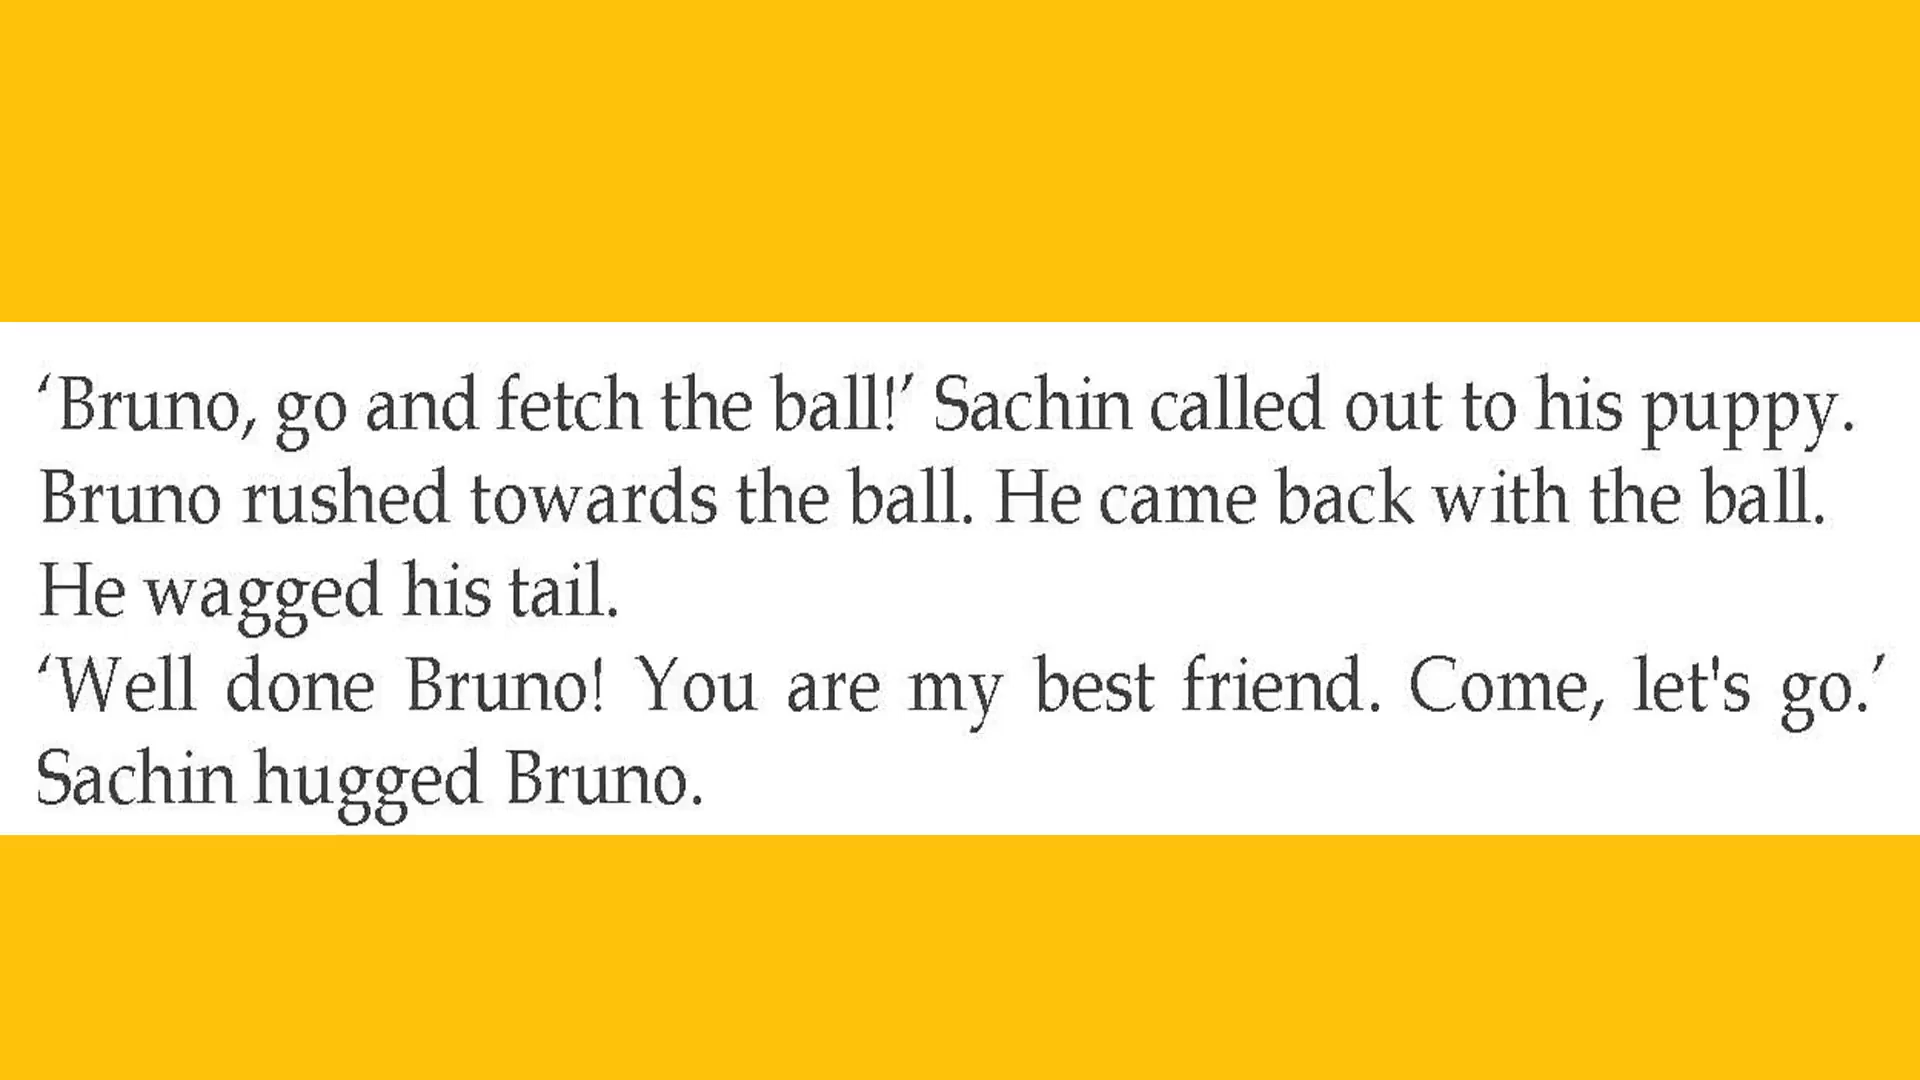 ‘Bruno, go and fetch the ball!’ Sachin called out to his puppy.
Bruno rushed towards the ball. He came back with the ball.
He wagged his tail.
‘Well done Bruno! You are my best friend. Come, let's go.’
Sachin hugged Bruno.